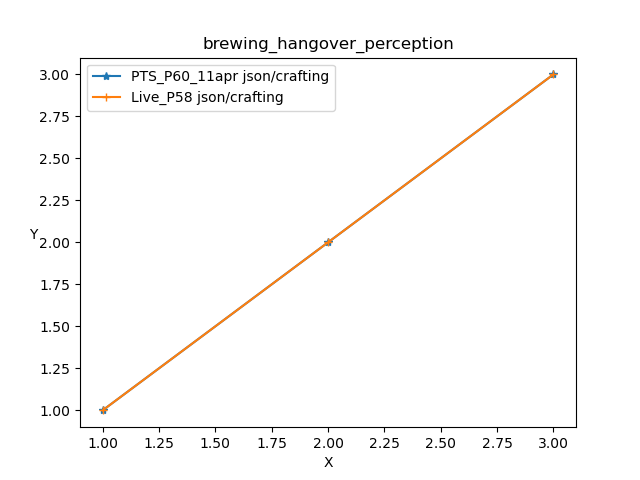 brewing_hangover_perception
PTS_P60_11apr json/crafting
Live_P58 json/crafting
3.00
2.75
2.50
2.25
Y
2.00
1.75
1.50
1.25
1.00
1.00 1.25 1.50 1.75 2.00 2.25 2.50 2.75 3.00
X